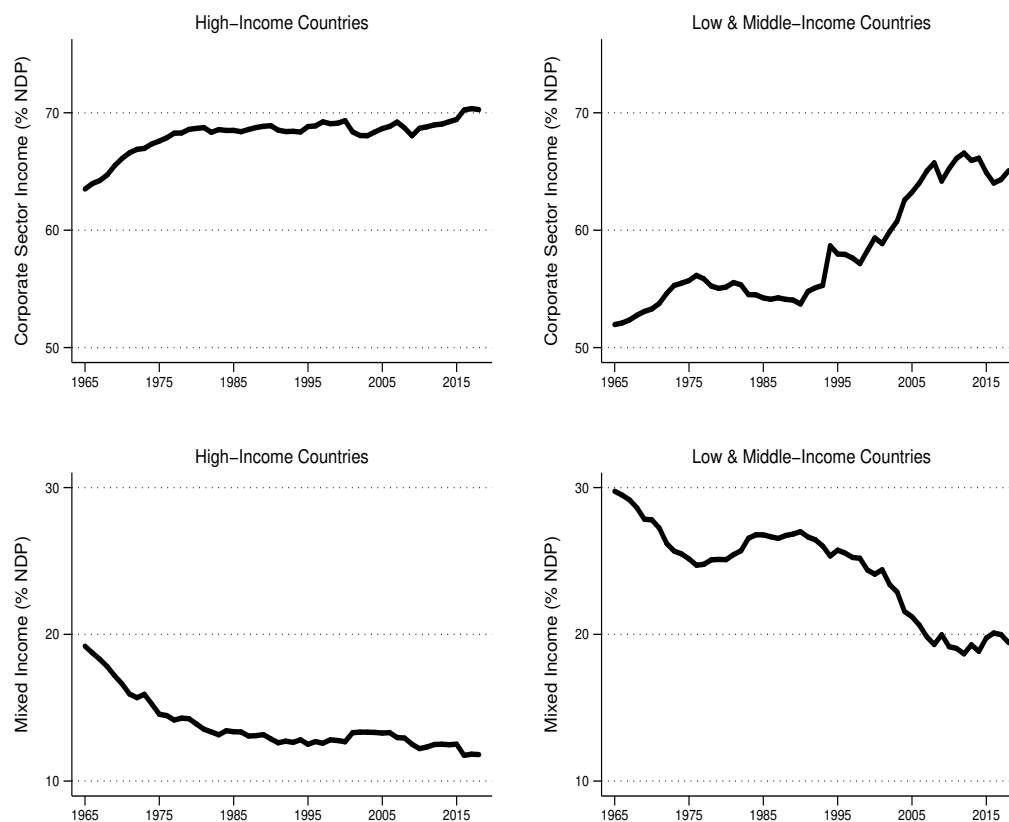 High−Income Countries
Corporate Sector Income (% NDP)
70
60
50
1965 1975 1985 1995 2005 2015
Low & Middle−Income Countries
Corporate Sector Income (% NDP)
70
60
50
1965 1975 1985 1995 2005 2015
High−Income Countries
Mixed Income (% NDP)
30
20
10
1965 1975 1985 1995 2005 2015
Low & Middle−Income Countries
Mixed Income (% NDP)
30
20
10
1965 1975 1985 1995 2005 2015